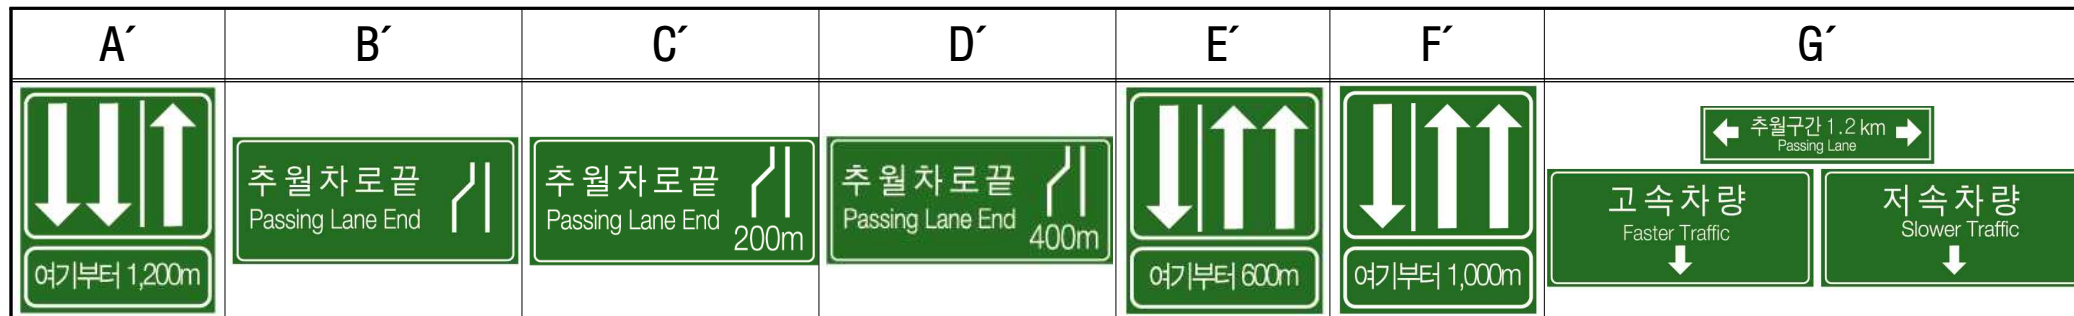 A´ B´ C´ D´ E´ F´ G´
여기부터 1,200m
추월차로끝
Passing Lane End
추월차로끝
Passing Lane End
200m
추월차로끝
Passing Lane End
400m
여기부터 600m
여기부터 1,000m
추월구간 1.2 km
Passing Lane
고속차량
Faster Traffic
저속차량
Slower Traffic